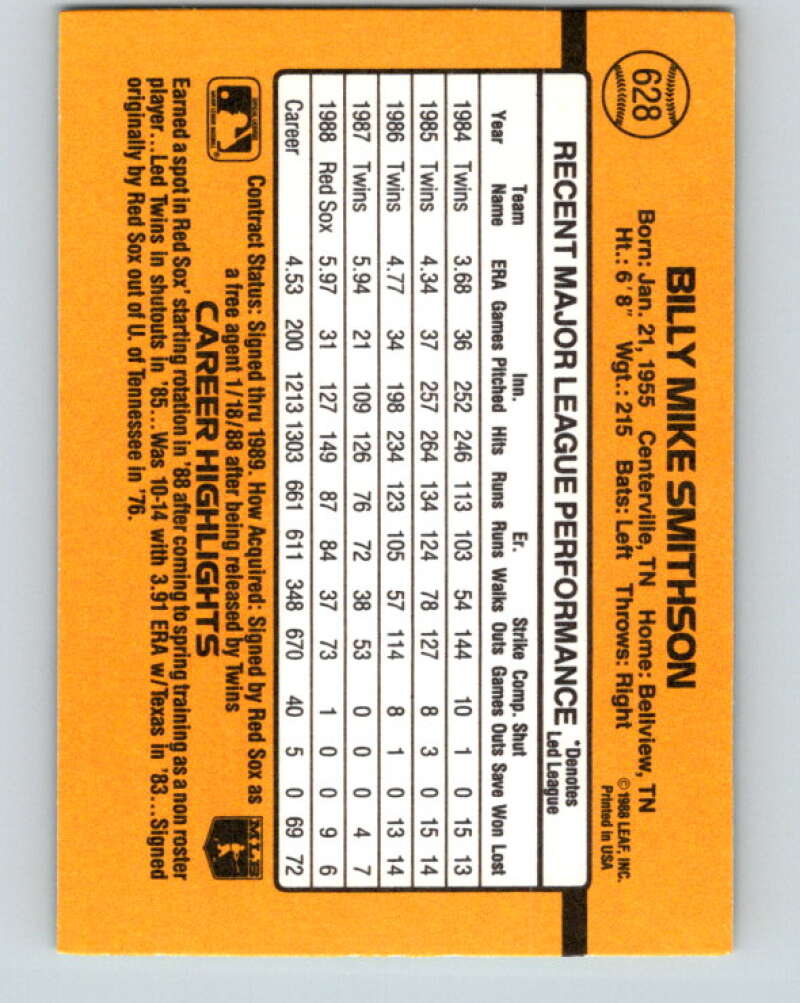 628
BILLY MIKE SMITHSON
Born: Jan. 21, 1955 Centerville, TN Home: Bellview, TN
Ht.: 6'8" Wgt.: 215 Bats: Left Throws: Right
© 1988 LEAF, INC.
Printed in USA
RECENT MAJOR LEAGUE PERFORMANCE *Denotes Led League
Team Inn. Er. Strike Comp. Shut
Year Name ERA Games Pitched Hits Runs Runs Walks Outs Games Outs Save Won Lost
1984 Twins 3.68 36 252 246 113 103 54 144 10 1 0 15 13
1985 Twins 4.34 37 257 264 134 124 78 127 8 3 0 15 14
1986 Twins 4.77 34 198 234 123 105 57 114 8 1 0 13 14
1987 Twins 5.94 21 109 126 76 72 38 53 0 0 0 4 7
1988 Red Sox 5.97 31 127 149 87 84 37 73 1 0 0 9 6
Career 4.53 200 1213 1303 661 611 348 670 40 5 0 69 72
Contract Status: Signed thru 1989. How Acquired: Signed by Red Sox as
a free agent 1/18/88 after being released by Twins
CAREER HIGHLIGHTS
MLB
Earned a spot in Red Sox' starting rotation in '88 after coming to spring training as a non roster
player...Led Twins in shutouts in '85...Was 10-14 with 3.91 ERA w/Texas in '83...Signed
originally by Red Sox out of U. of Tennessee in '76.